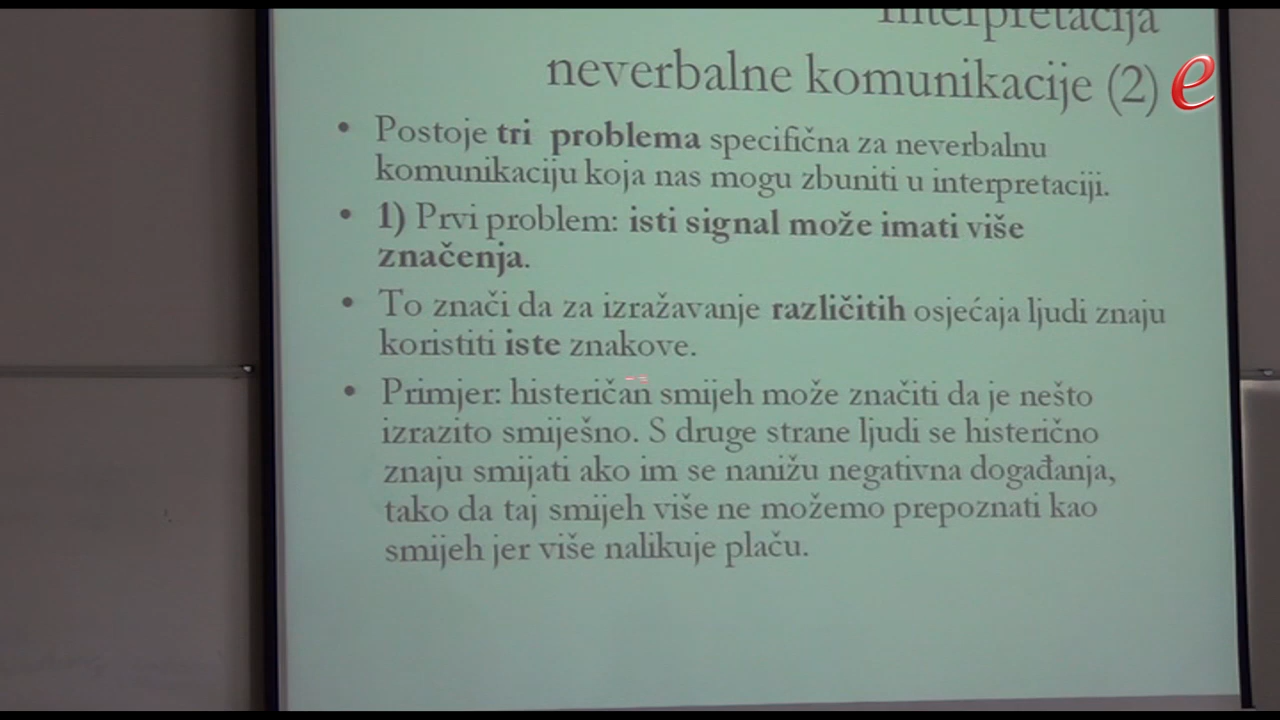 Interpretacija
neverbalne komunikacije (2)
e
• Postoje tri problema specifična za neverbalnu
komunikaciju koja nas mogu zbuniti u interpretaciji.
• 1) Prvi problem: isti signal može imati više
značenja.
• To znači da za izražavanje različitih osjećaja ljudi znaju
koristiti iste znakove.
• Primjer: histeričan smijeh može značiti da je nešto
izrazito smiješno. S druge strane ljudi se histerično
znaju smijati ako im se nanižu negativna događanja,
tako da taj smijeh više ne možemo prepoznati kao
smijeh jer više nalikuje plaču.